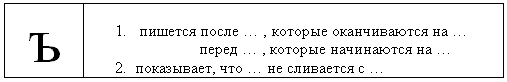 Ъ
1. пишется после … , которые оканчиваются на …
перед … , которые начинаются на …
2. показывает, что … не сливается с …